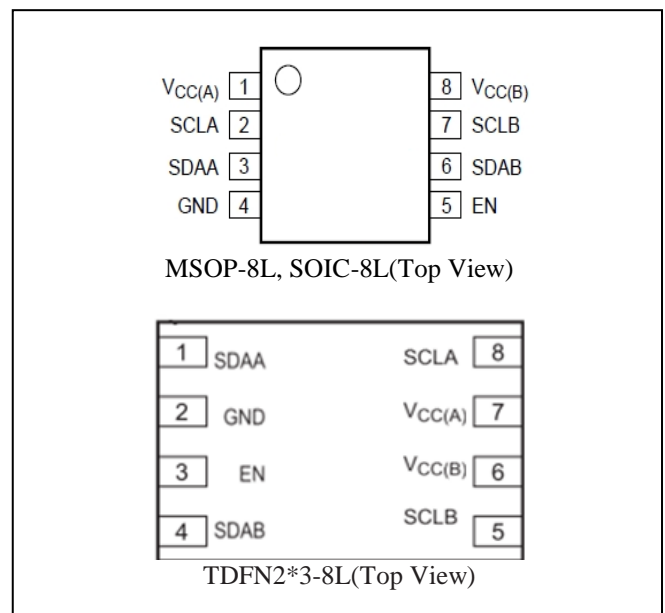 VCC(A) 1 8 VCC(B)
SCLA 2 7 SCLB
SDAA 3 6 SDAB
GND 4 5 EN
MSOP-8L, SOIC-8L(Top View)
1 SDAA SCLA 8
2 GND VCC(A) 7
3 EN VCC(B) 6
4 SDAB SCLB 5
TDFN2*3-8L(Top View)